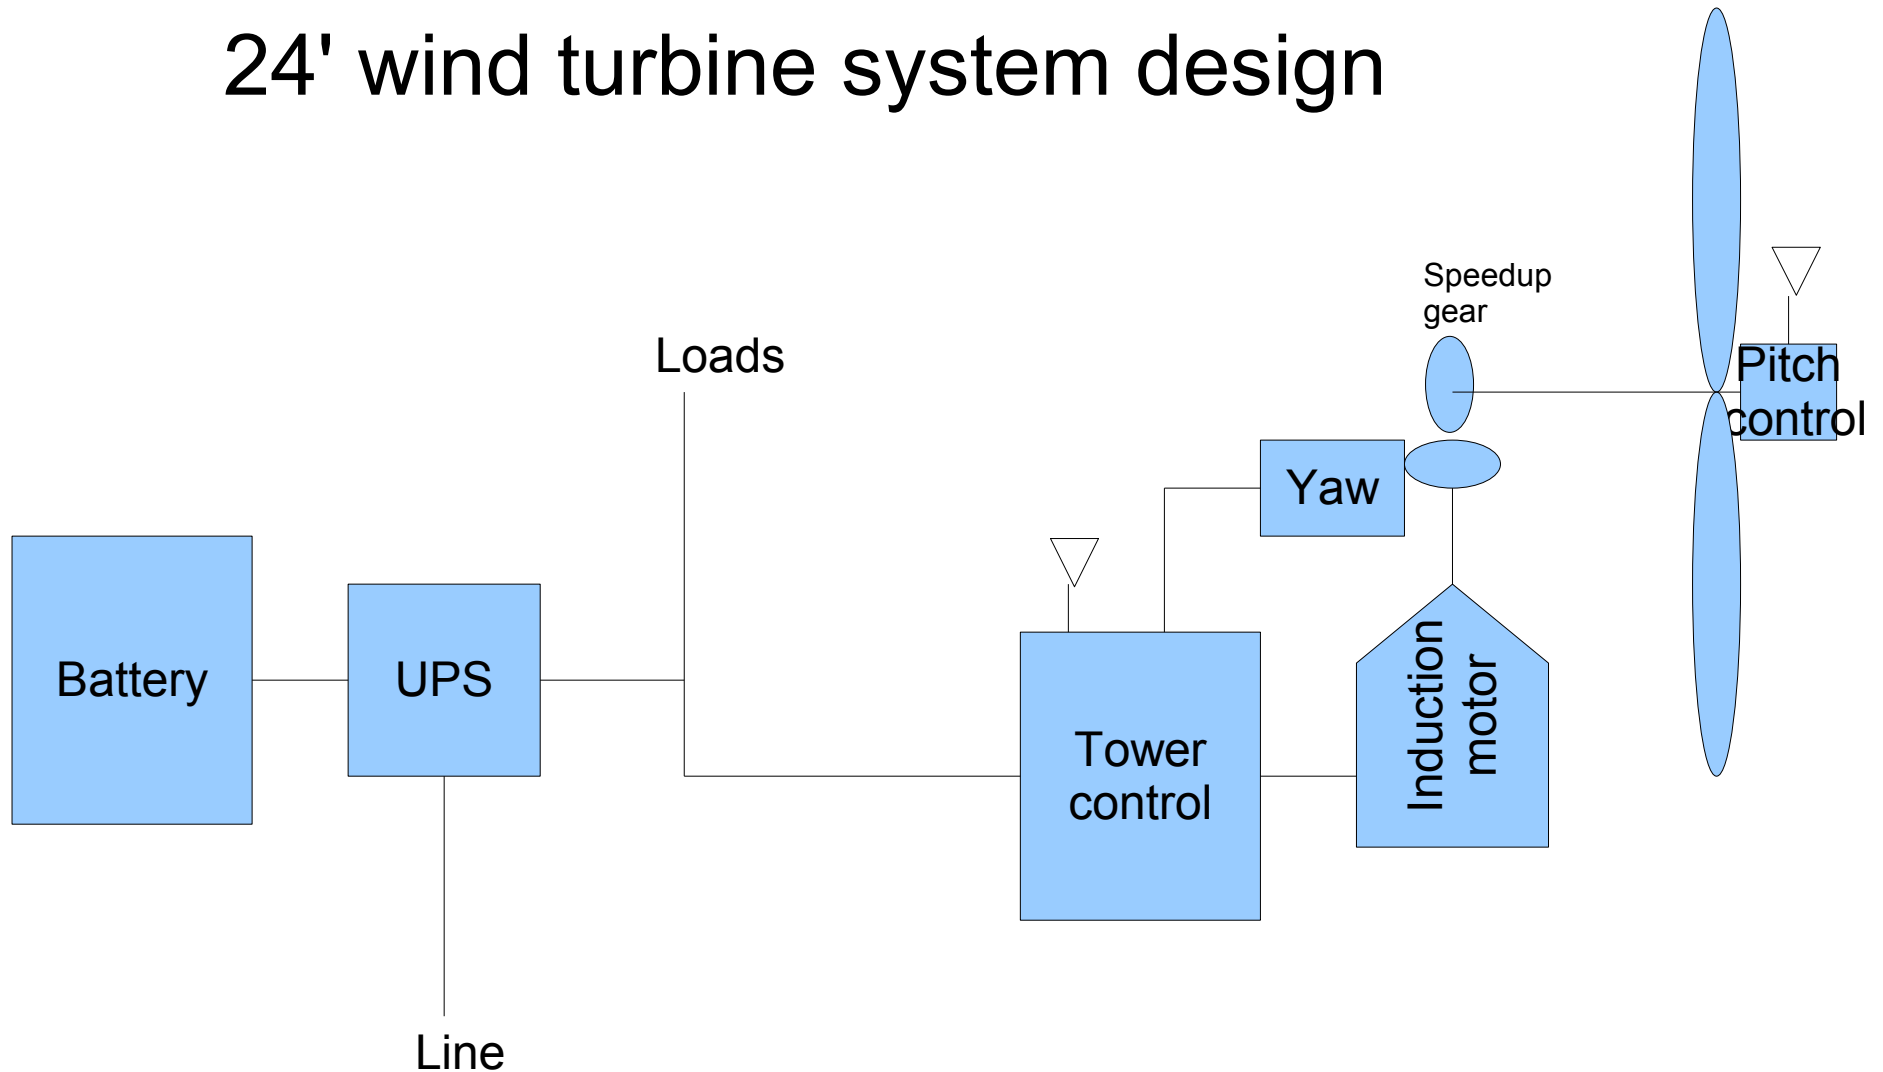 24' wind turbine system design
Speedup
gear
Loads
Pitch
control
Yaw
Battery
UPS
Induction
motor
Tower
control
Line